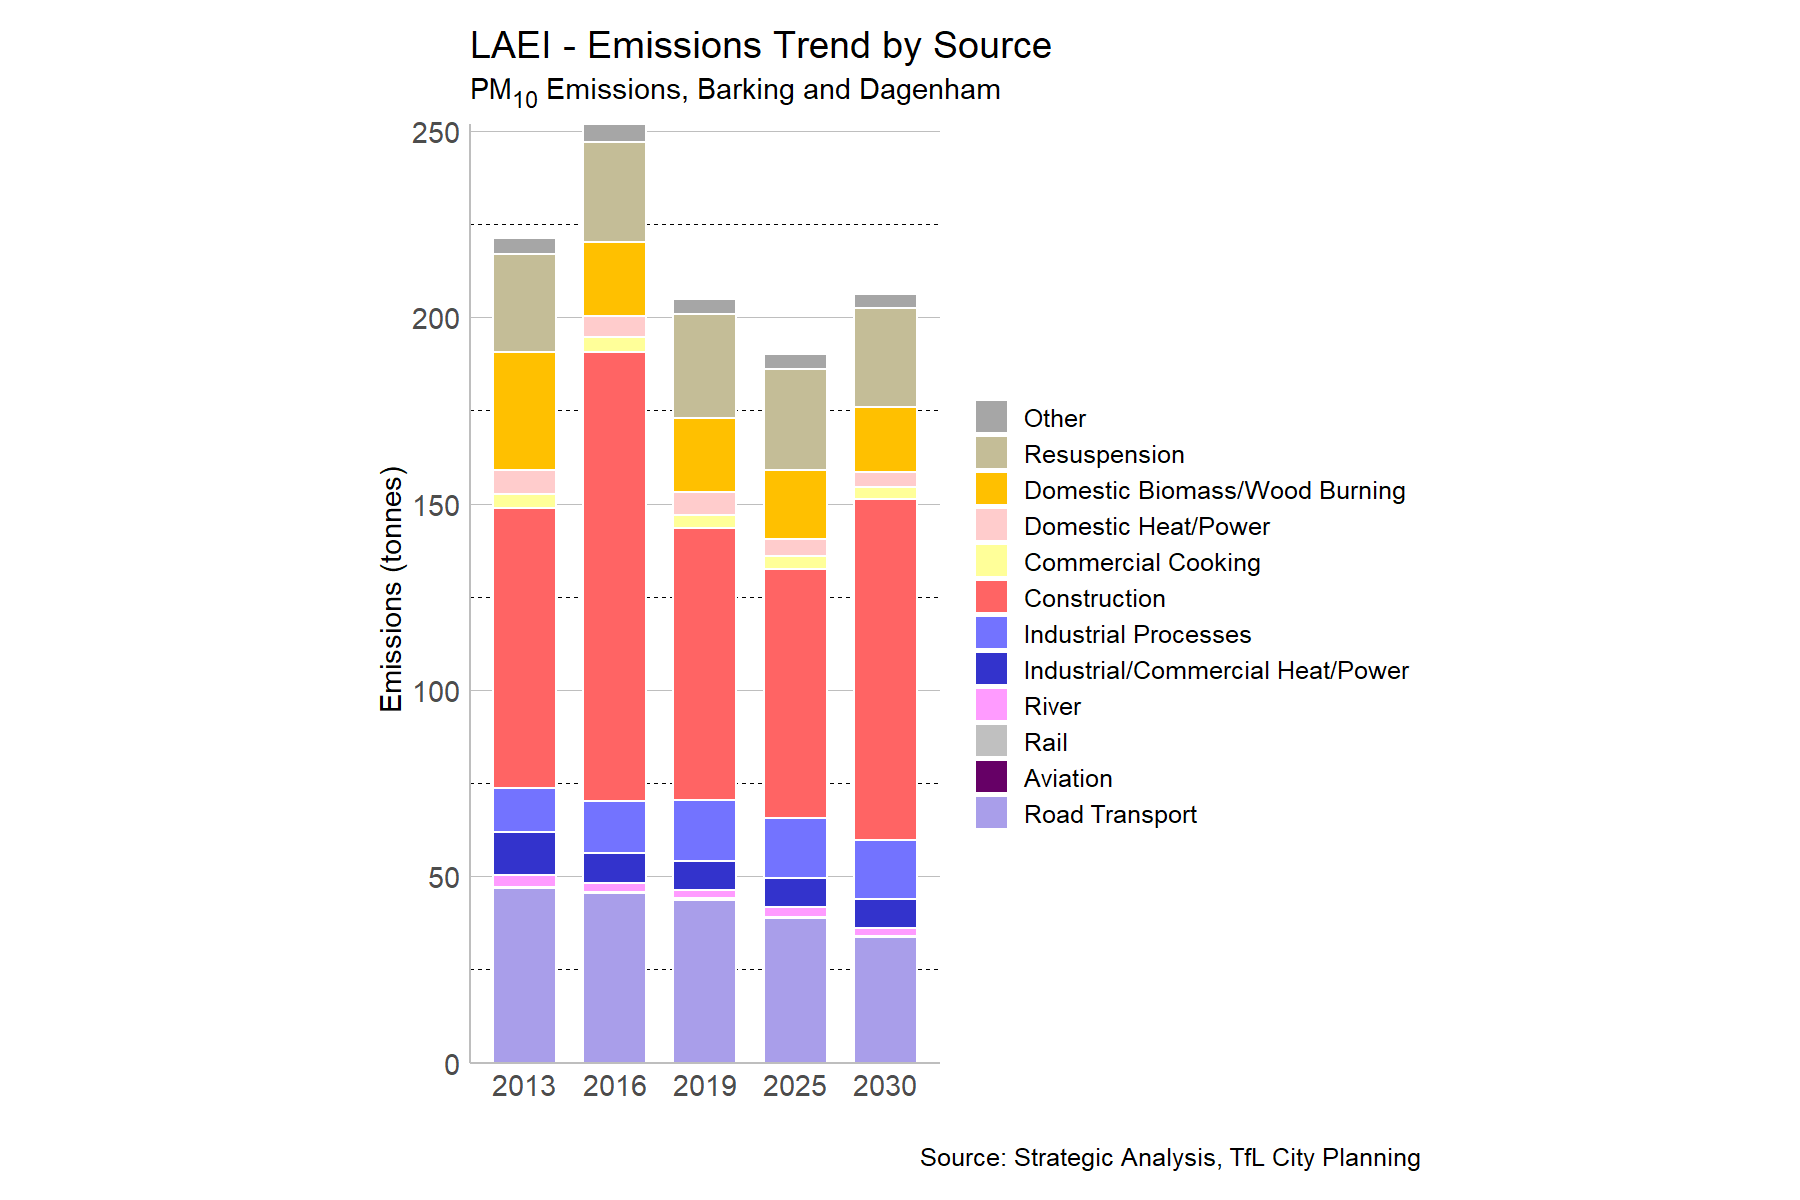 LAEI - Emissions Trend by Source
PM10 Emissions, Barking and Dagenham
Emissions (tonnes)
250
200
150
100
50
0
2013 2016 2019 2025 2030
Other
Resuspension
Domestic Biomass/Wood Burning
Domestic Heat/Power
Commercial Cooking
Construction
Industrial Processes
Industrial/Commercial Heat/Power
River
Rail
Aviation
Road Transport
Source: Strategic Analysis, TfL City Planning